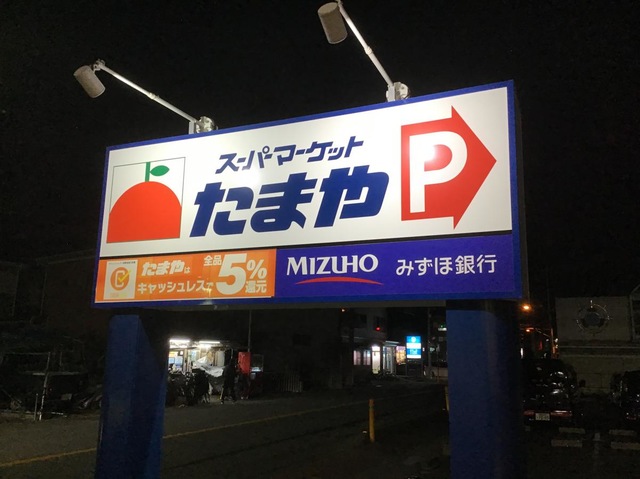 スーパーマーケット
たまや
P
たまやは
キャッシュレスで
全品
5%
還元
MIZUHO みずほ銀行